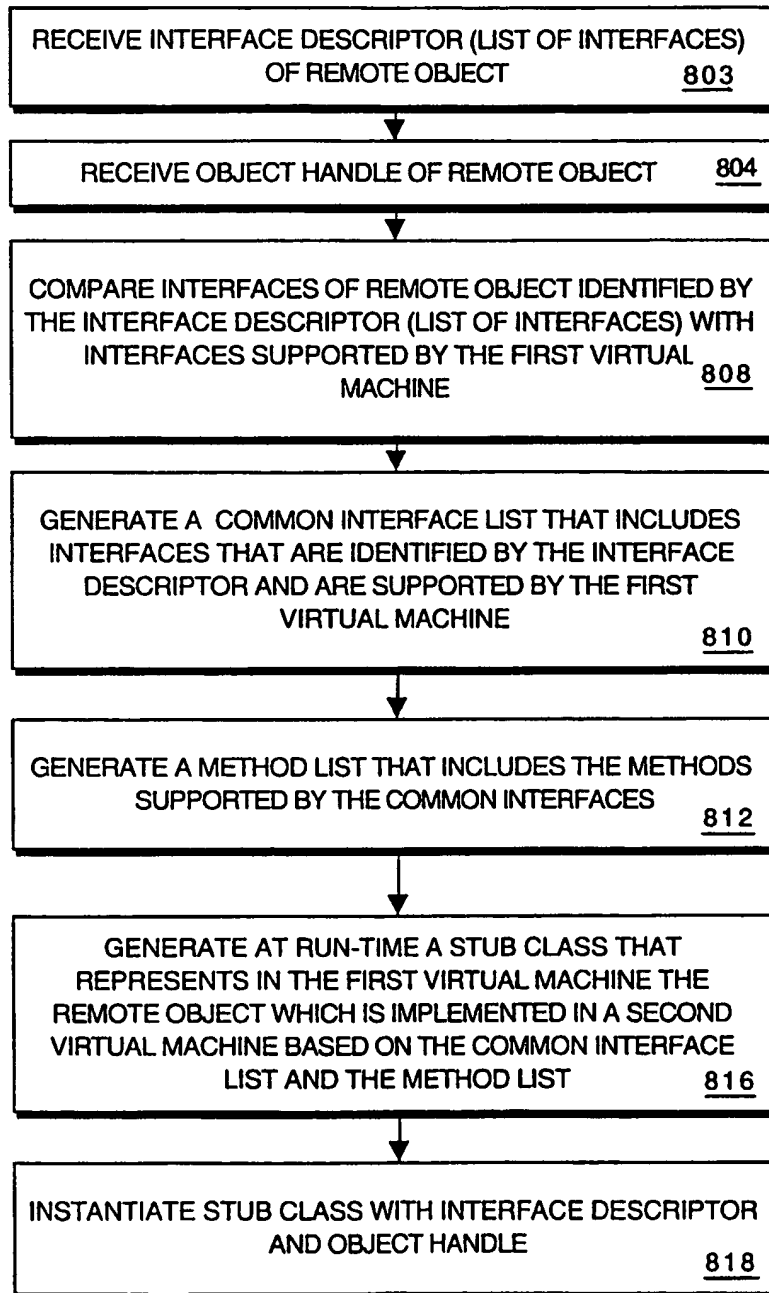 RECEIVE INTERFACE DESCRIPTOR (LIST OF INTERFACES)
OF REMOTE OBJECT
803
RECEIVE OBJECT HANDLE OF REMOTE OBJECT
804
COMPARE INTERFACES OF REMOTE OBJECT IDENTIFIED BY
THE INTERFACE DESCRIPTOR (LIST OF INTERFACES) WITH
INTERFACES SUPPORTED BY THE FIRST VIRTUAL
MACHINE
808
GENERATE A COMMON INTERFACE LIST THAT INCLUDES
INTERFACES THAT ARE IDENTIFIED BY THE INTERFACE
DESCRIPTOR AND ARE SUPPORTED BY THE FIRST
VIRTUAL MACHINE
810
GENERATE A METHOD LIST THAT INCLUDES THE METHODS
SUPPORTED BY THE COMMON INTERFACES
812
GENERATE AT RUN-TIME A STUB CLASS THAT
REPRESENTS IN THE FIRST VIRTUAL MACHINE THE
REMOTE OBJECT WHICH IS IMPLEMENTED IN A SECOND
VIRTUAL MACHINE BASED ON THE COMMON INTERFACE
LIST AND THE METHOD LIST
816
INSTANTIATE STUB CLASS WITH INTERFACE DESCRIPTOR
AND OBJECT HANDLE
818